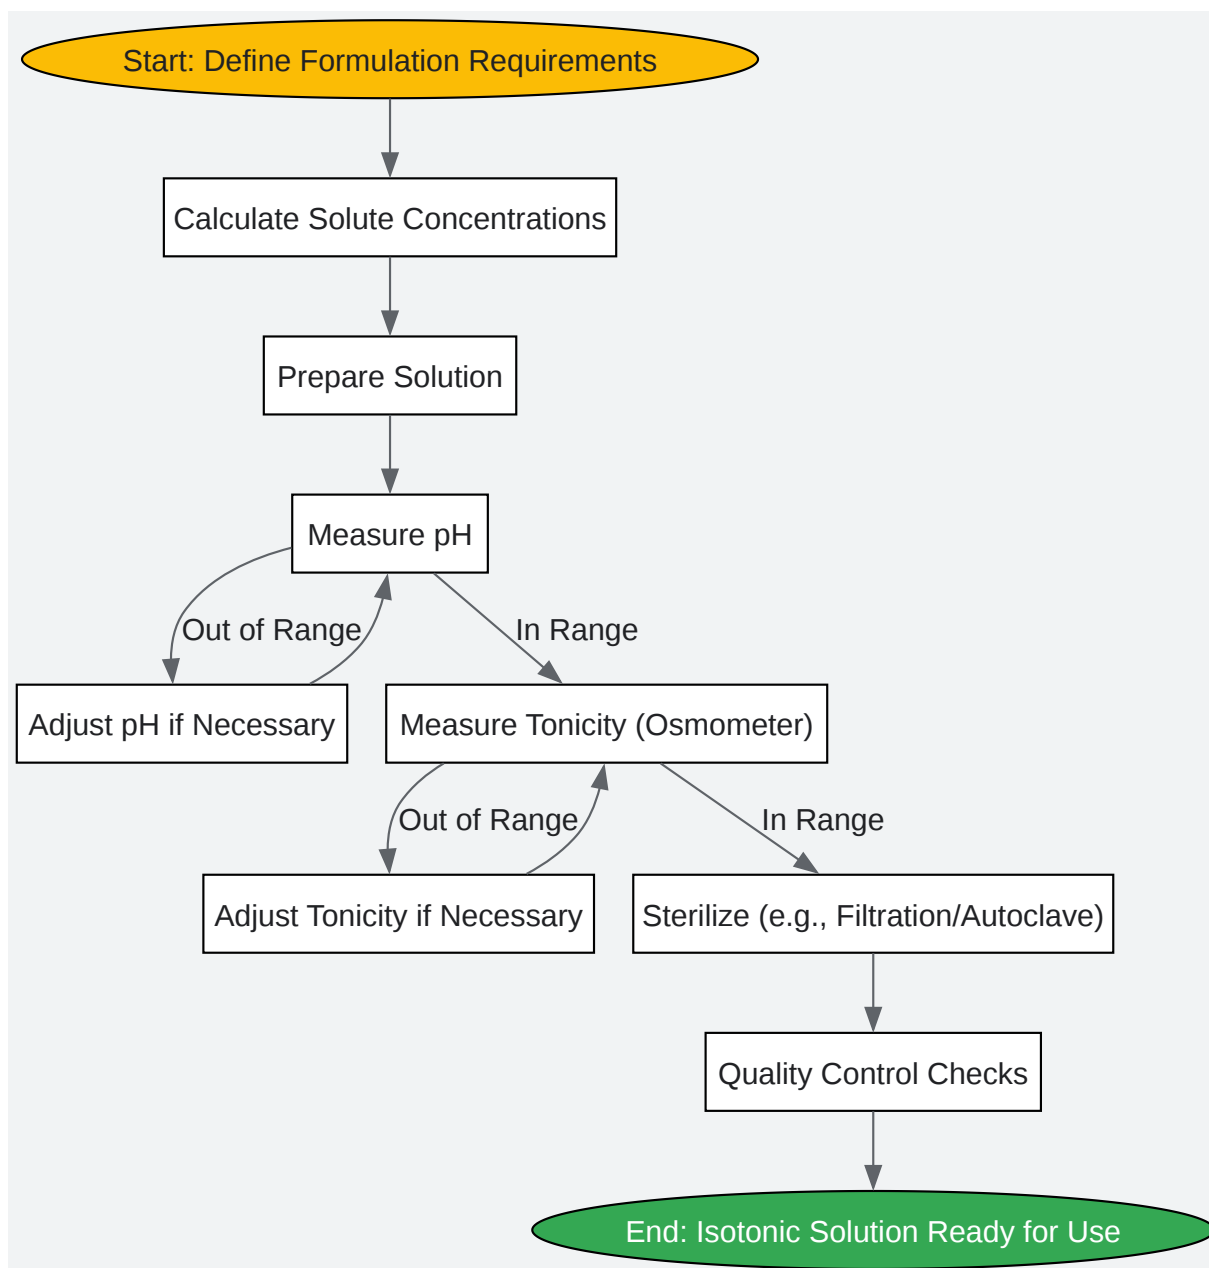 Start: Define Formulation Requirements
Calculate Solute Concentrations
Prepare Solution
Measure pH
Out of Range
In Range
Adjust pH if Necessary
Measure Tonicity (Osmometer)
Out of Range
In Range
Adjust Tonicity if Necessary
Sterilize (e.g., Filtration/Autoclave)
Quality Control Checks
End: Isotonic Solution Ready for Use